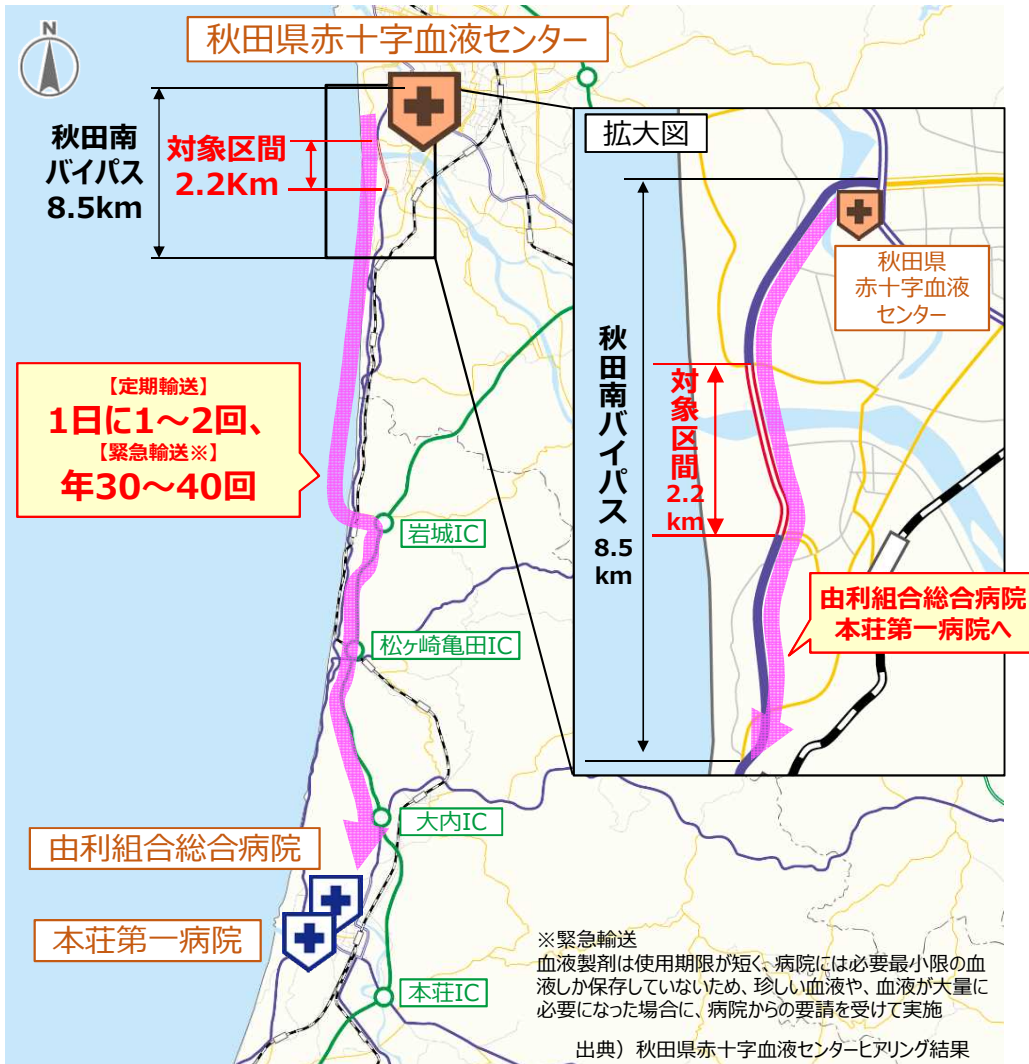 N
秋田県赤十字血液センター
秋田南
バイパス
8.5km
対象区間
2.2Km
拡大図
秋田県
赤十字血液
センター
秋田南バイパス
8.5
km
対象区間
2.2
km
由利組合総合病院
本荘第一病院へ
【定期輸送】
1日に1～2回、
【緊急輸送※】
年30～40回
岩城IC
松ヶ崎亀田IC
大内IC
由利組合総合病院
本荘第一病院
本荘IC
※緊急輸送
血液製剤は使用期限が短く、病院には必要最小限の血
液しか保存していないため、珍しい血液や、血液が大量に
必要になった場合に、病院からの要請を受けて実施
出典）秋田県赤十字血液センターヒアリング結果